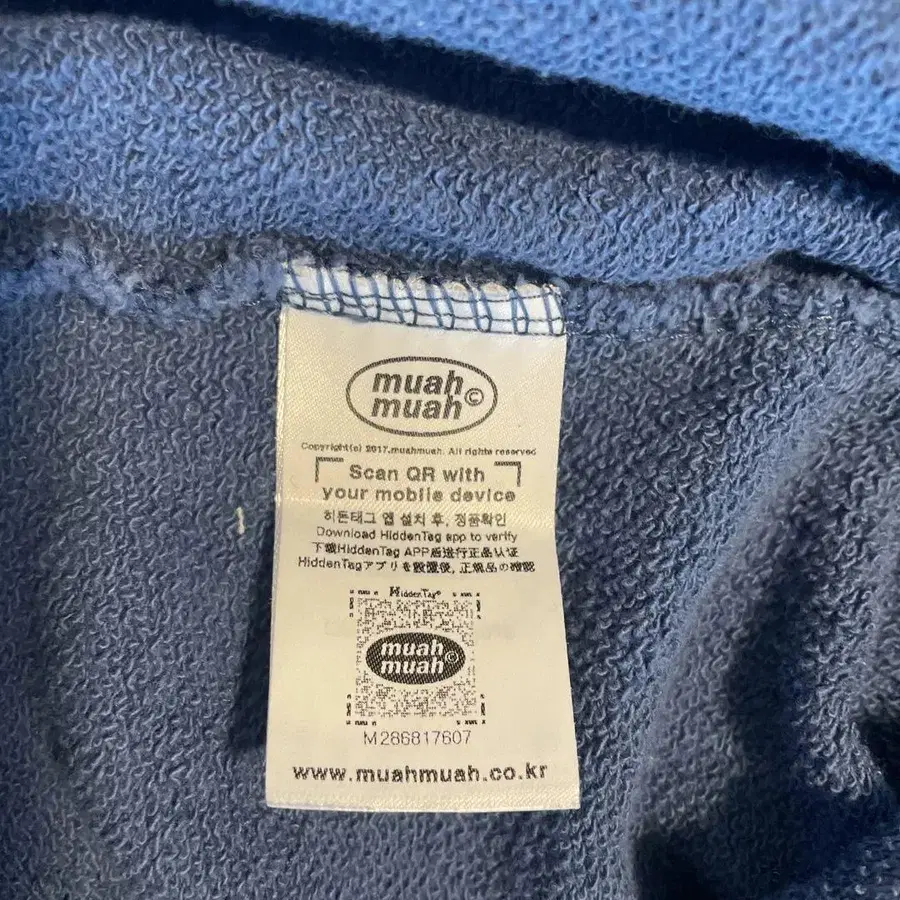 muah
muah©
Copyright(c) 2017.muahmuah. All rights reserved
Scan QR with
your mobile device
히든태그 앱 설치 후, 정품확인
Download HiddenTag app to verify
下载HiddenTag APP后进行正品认证
HiddenTagアプリを設置後, 正規品の確認
HiddenTag®
muah
muah©
M286817607
www.muahmuah.co.kr